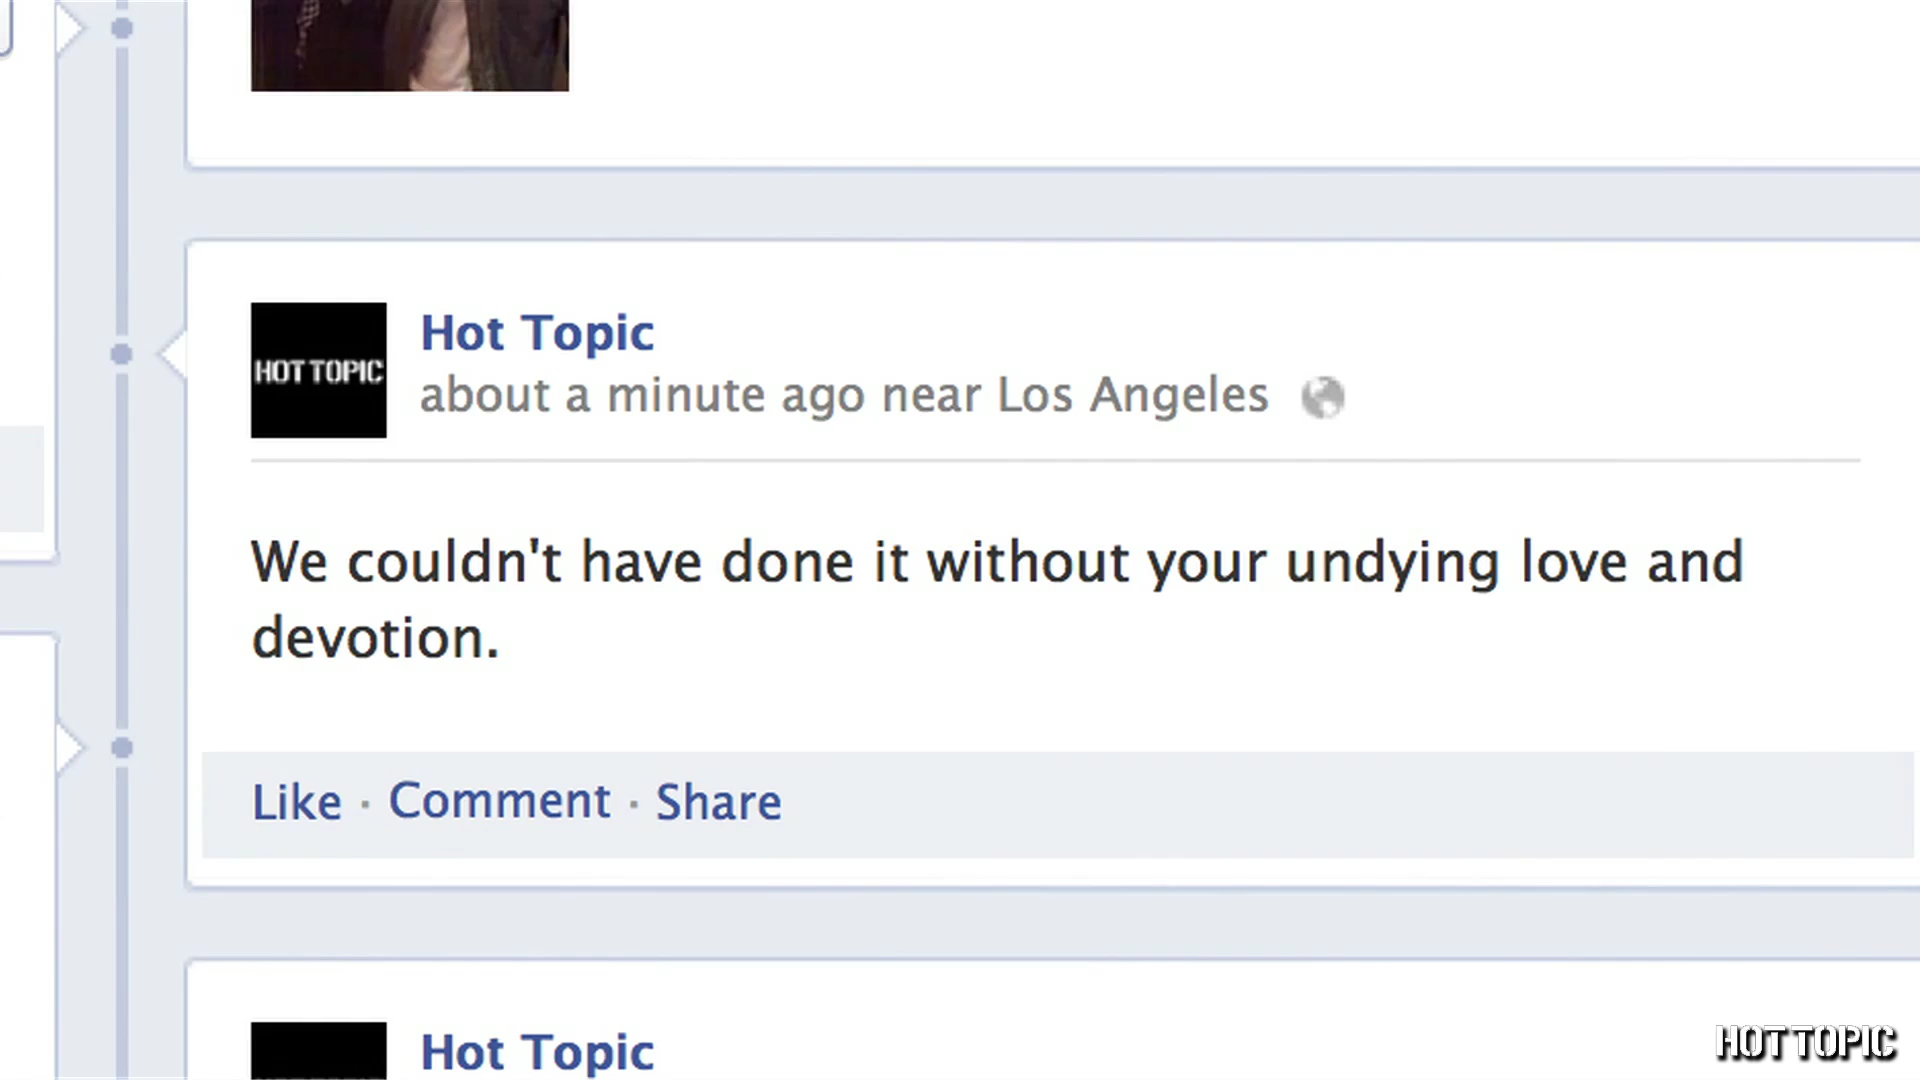 HOT TOPIC
Hot Topic
about a minute ago near Los Angeles
We couldn't have done it without your undying love and
devotion.
Like · Comment · Share
Hot Topic
HOT TOPIC